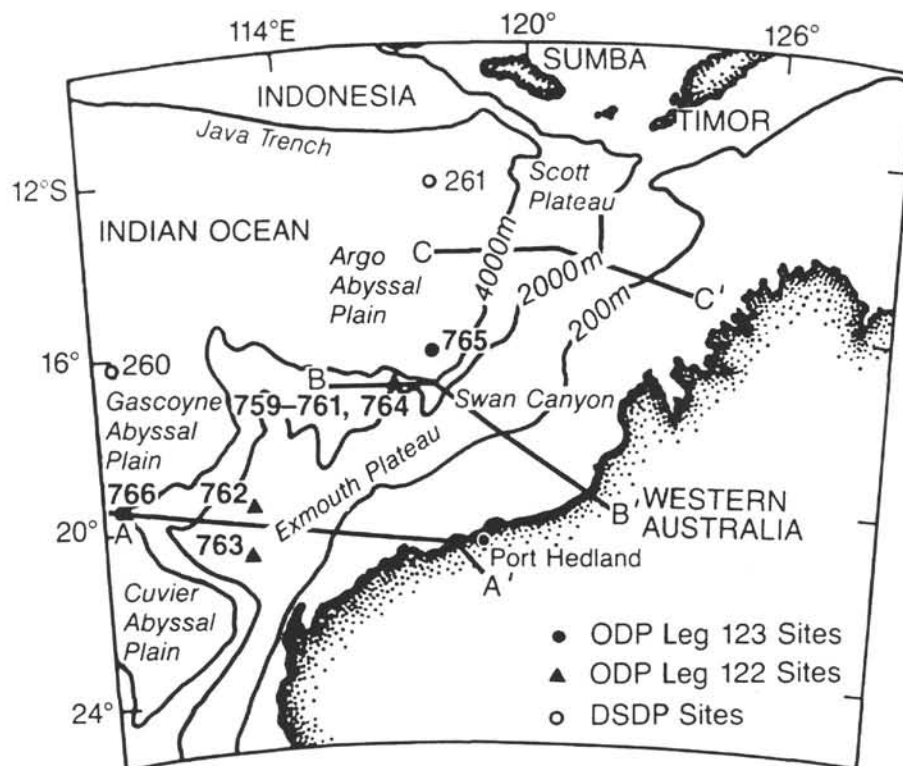 114°E
120°
126°
SUMBA
INDONESIA
TIMOR
Java Trench
12°S
261
Scott
Plateau
INDIAN OCEAN
Argo
Abyssal
Plain
C
4000m
2000m
C'
200m
765
16°
260
B
Gascoyne
Abyssal
Plain
759–761, 764
Swan Canyon
766
762
Exmouth Plateau
WESTERN
AUSTRALIA
B'
20°
A
763
Port Hedland
A'
Cuvier
Abyssal
Plain
ODP Leg 123 Sites
ODP Leg 122 Sites
DSDP Sites
24°